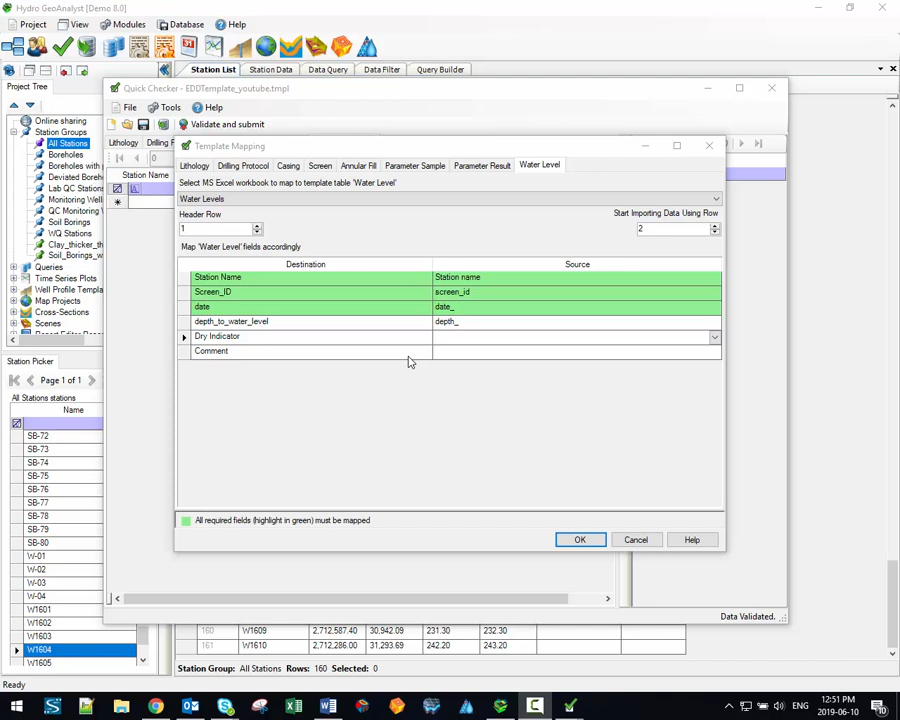 Hydro GeoAnalyst [Demo 8.0]
Project View Modules Database Help
Project Tree
Station List Station Data Data Query Data Filter Query Builder
Online sharing
Station Groups
All Stations
Boreholes
Boreholes with
Deviated Borehol
Lab QC Stations
Monitoring Wells
QC Monitoring W
Soil Borings
WQ Stations
Clay_thicker_th
Soil_Borings_w
Queries
Time Series Plots
Well Profile Templa
Map Projects
Cross-Sections
Scenes
Station Picker
Page 1 of 1
All Stations stations
Name
SB-72
SB-73
SB-74
SB-75
SB-76
SB-77
SB-78
SB-79
SB-80
W-01
W-02
W-03
W-04
W1601
W1602
W1603
W1604
W1605
Quick Checker - EDDTemplate_youtube.tmpl
File Tools Help
Validate and submit
Lithology Drilling P
0
Station Name
Template Mapping
Lithology Drilling Protocol Casing Screen Annular Fill Parameter Sample Parameter Result Water Level
Select MS Excel workbook to map to template table 'Water Level'
Water Levels
Header Row Start Importing Data Using Row
1 2
Map 'Water Level' fields accordingly
Destination Source
Station Name Station name
Screen_ID screen_id
date date_
depth_to_water_level depth_
Dry Indicator
Comment
All required fields (highlight in green) must be mapped
OK Cancel Help
Data Validated.
160 W1609 2,712,587.40 30,942.09 231.30 232.30
161 W1610 2,712,286.00 31,293.69 242.20 243.20
Station Group: All Stations Rows: 160 Selected: 0
Ready
ENG 12:51 PM
2019-06-10
10